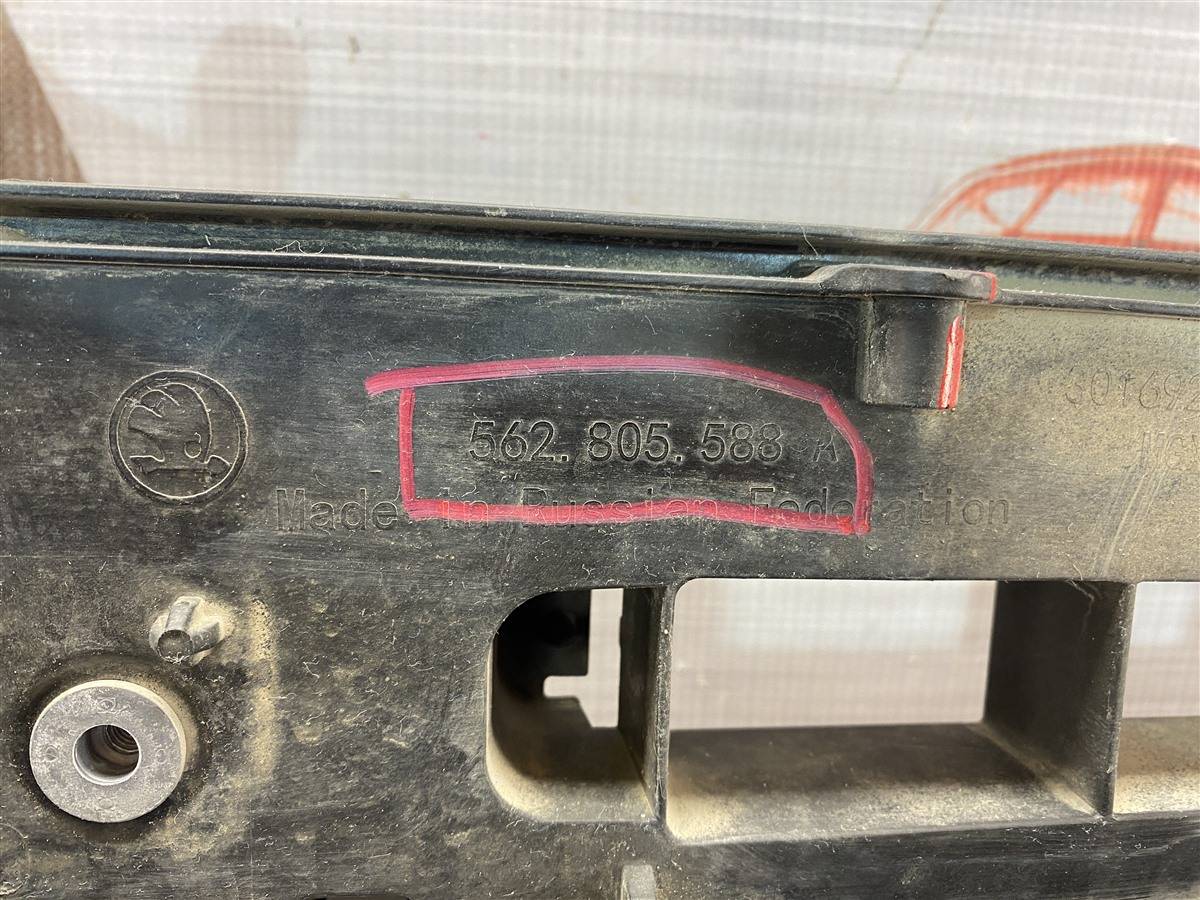 562.805.588 A
Made in Russian Federation